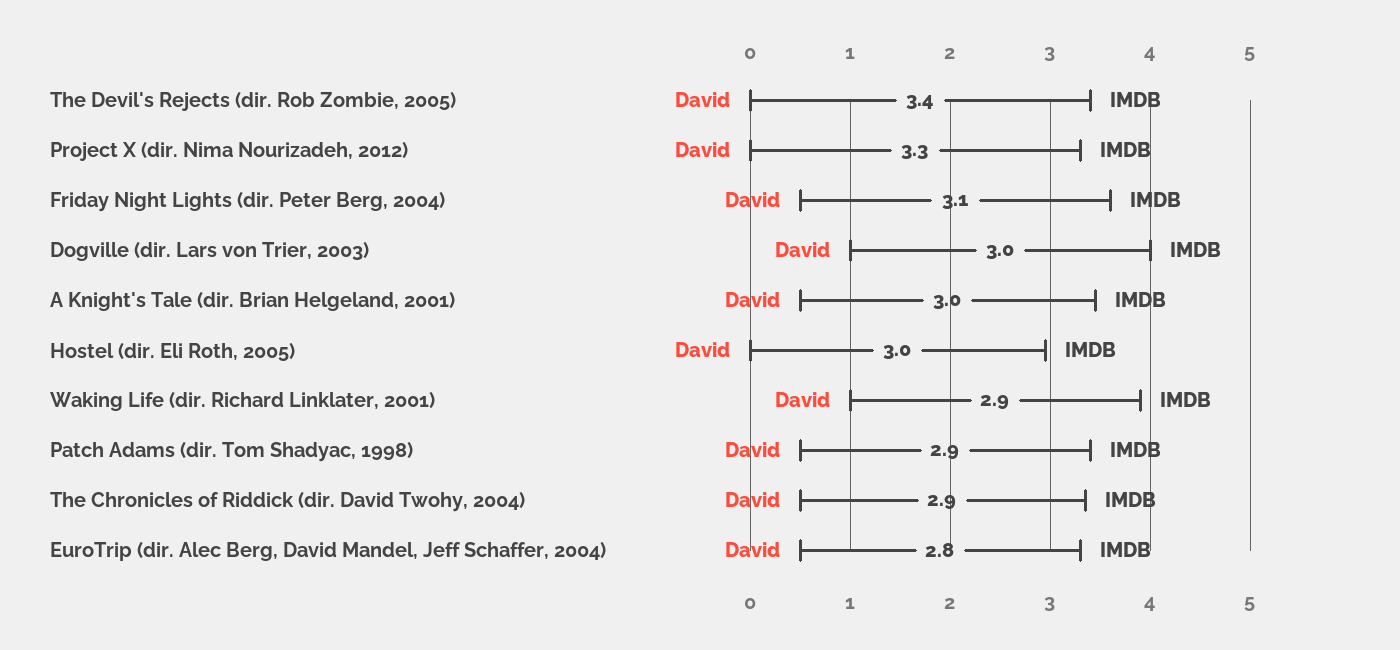 0 1 2 3 4 5
The Devil's Rejects (dir. Rob Zombie, 2005) David 3.4 IMDB
Project X (dir. Nima Nourizadeh, 2012) David 3.3 IMDB
Friday Night Lights (dir. Peter Berg, 2004) David 3.1 IMDB
Dogville (dir. Lars von Trier, 2003) David 3.0 IMDB
A Knight's Tale (dir. Brian Helgeland, 2001) David 3.0 IMDB
Hostel (dir. Eli Roth, 2005) David 3.0 IMDB
Waking Life (dir. Richard Linklater, 2001) David 2.9 IMDB
Patch Adams (dir. Tom Shadyac, 1998) David 2.9 IMDB
The Chronicles of Riddick (dir. David Twohy, 2004) David 2.9 IMDB
EuroTrip (dir. Alec Berg, David Mandel, Jeff Schaffer, 2004) David 2.8 IMDB
0 1 2 3 4 5